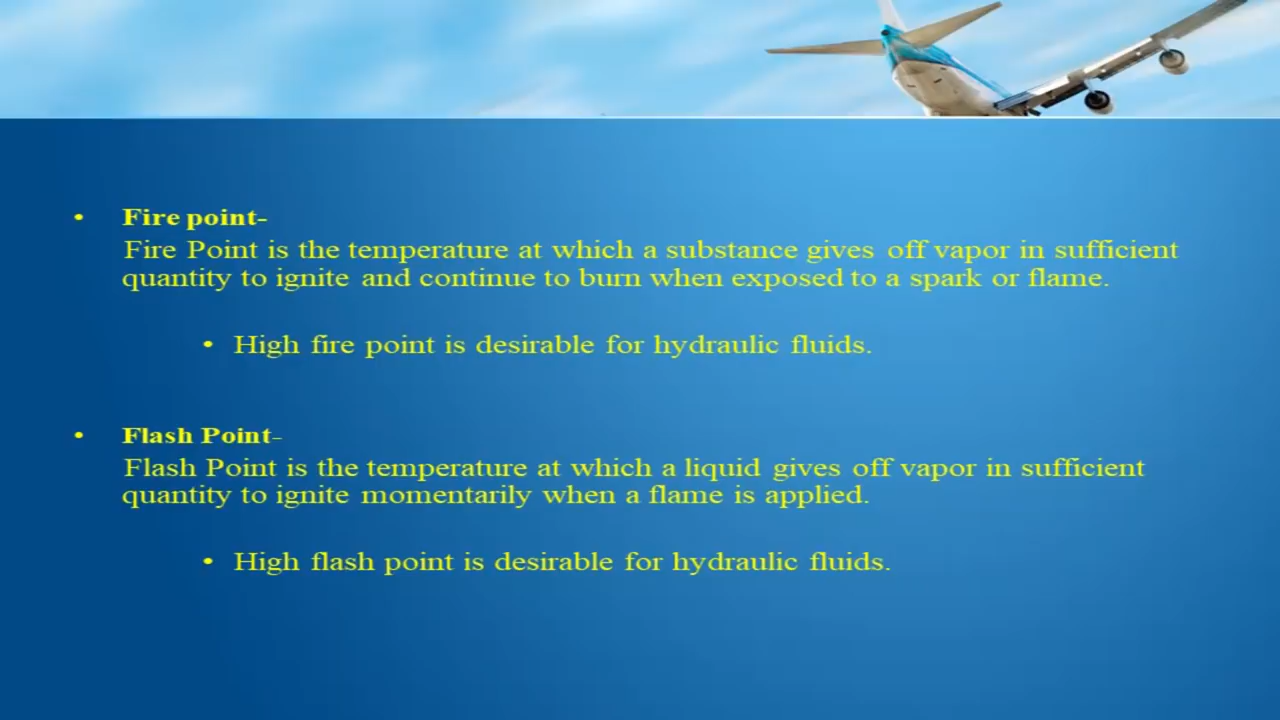 • Fire point-
Fire Point is the temperature at which a substance gives off vapor in sufficient
quantity to ignite and continue to burn when exposed to a spark or flame.
• High fire point is desirable for hydraulic fluids.
• Flash Point-
Flash Point is the temperature at which a liquid gives off vapor in sufficient
quantity to ignite momentarily when a flame is applied.
• High flash point is desirable for hydraulic fluids.